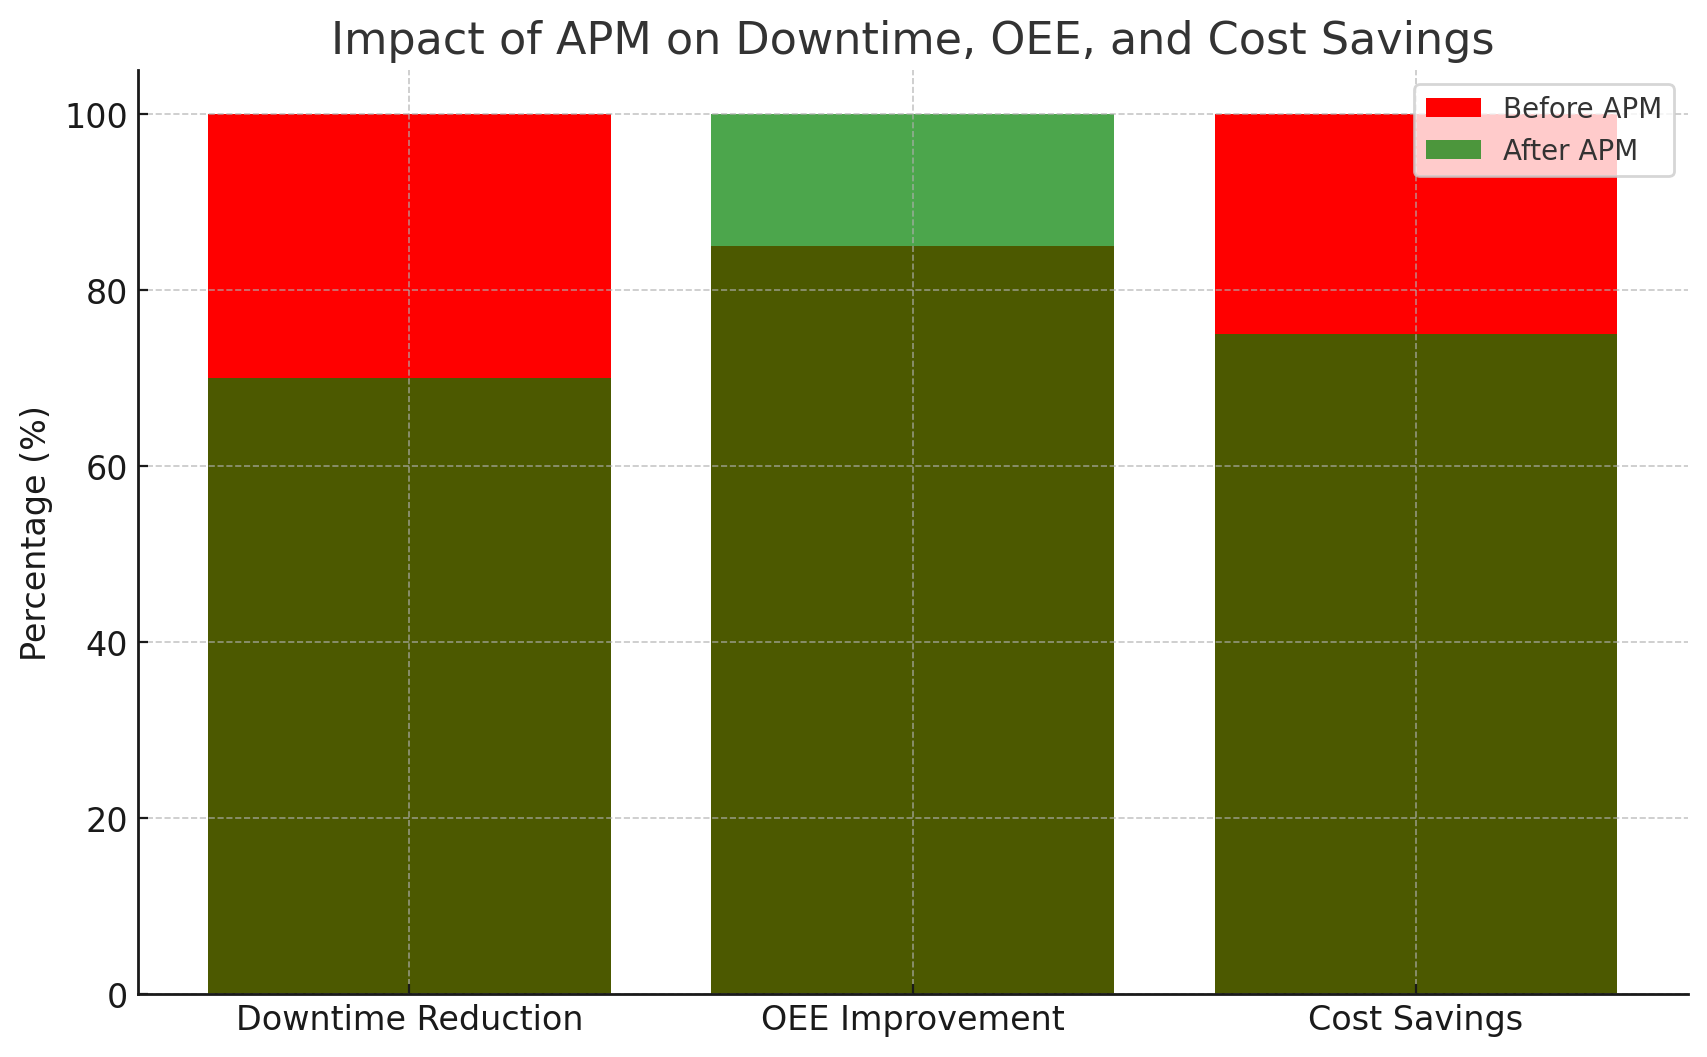 Impact of APM on Downtime, OEE, and Cost Savings
Before APM
After APM
Percentage (%)
100
80
60
40
20
0
Downtime Reduction
OEE Improvement
Cost Savings